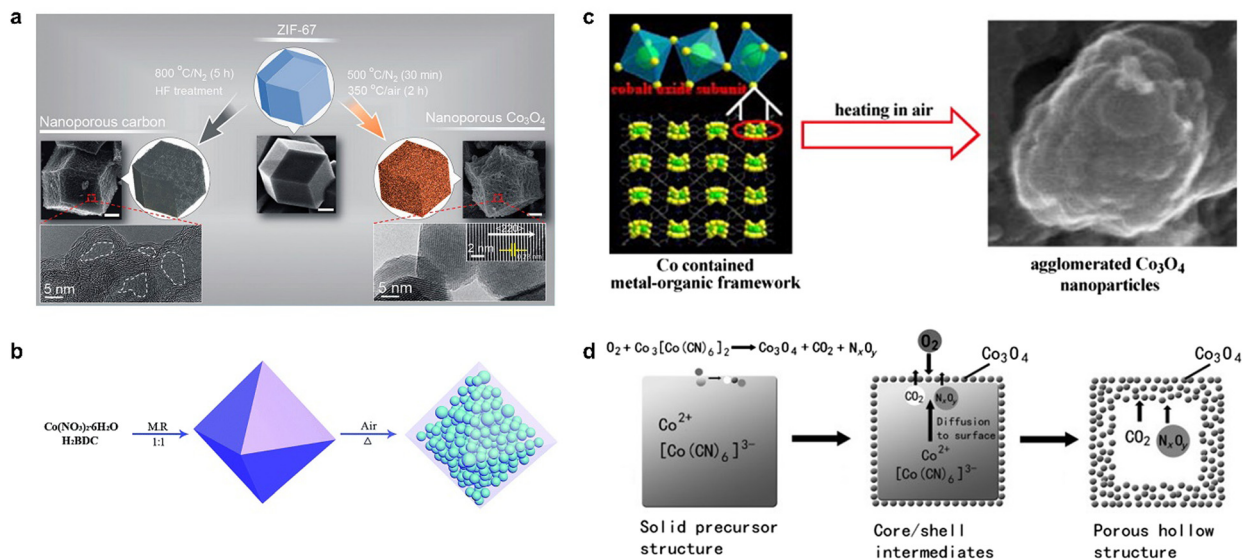 a
ZIF-67
800 °C/N₂ (5 h)
HF treatment
500 °C/N₂ (30 min)
350 °C/air (2 h)
Nanoporous carbon
Nanoporous Co₃O₄
5 nm
5 nm
2 nm
b
Co(NO₃)₂·6H₂O
H₂BDC
M.R
1:1
Air
△
c
cobalt oxide subunit
Co contained
metal-organic framework
heating in air
agglomerated Co₃O₄
nanoparticles
d
O₂ + Co₃[Co(CN)₆]₂ → Co₃O₄ + CO₂ + NₓOᵧ
Co²⁺
[Co(CN)₆]³⁻
Solid precursor
structure
O₂
Co₃O₄
CO₂
NₓOᵧ
Diffusion
to surface
Co²⁺
[Co(CN)₆]³⁻
Core/shell
intermediates
Co₃O₄
CO₂
NₓOᵧ
Porous hollow
structure